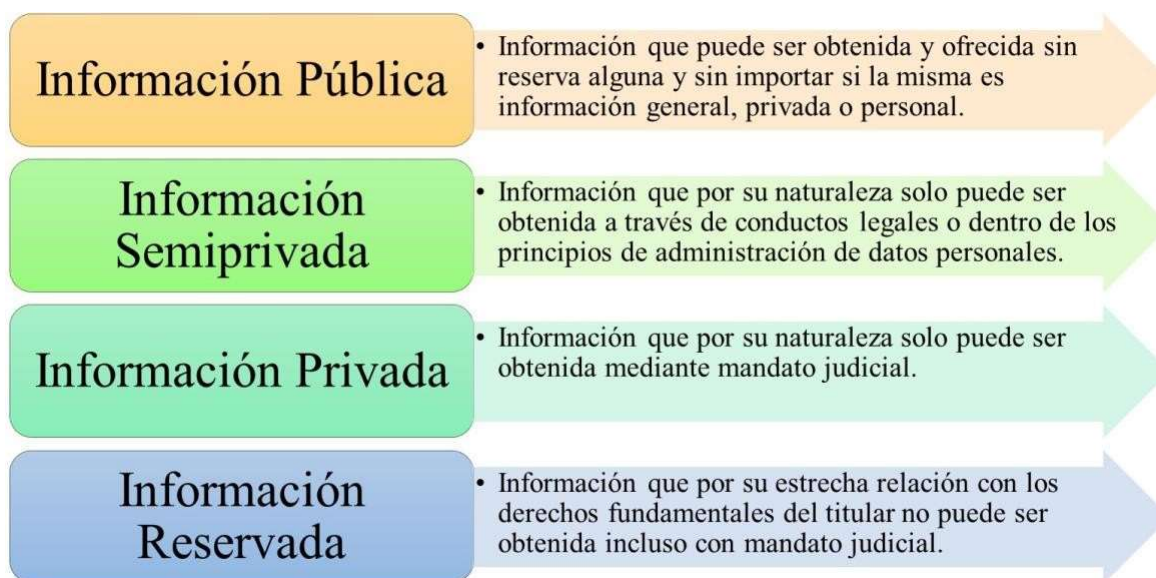 Información Pública
• Información que puede ser obtenida y ofrecida sin
reserva alguna y sin importar si la misma es
información general, privada o personal.
Información
Semiprivada
• Información que por su naturaleza solo puede ser
obtenida a través de conductos legales o dentro de los
principios de administración de datos personales.
Información Privada
• Información que por su naturaleza solo puede ser
obtenida mediante mandato judicial.
Información
Reservada
• Información que por su estrecha relación con los
derechos fundamentales del titular no puede ser
obtenida incluso con mandato judicial.